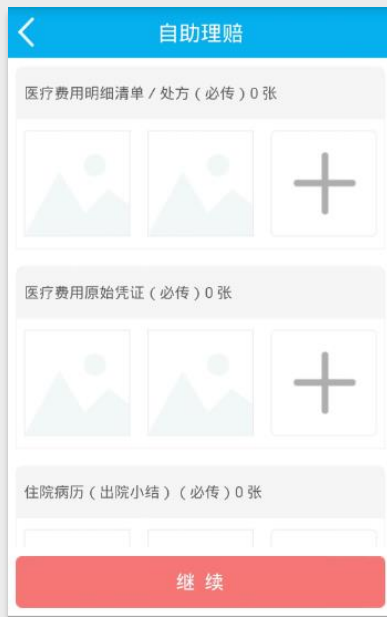 自助理赔
医疗费用明细清单/处方(必传)0张
医疗费用原始凭证(必传)0张
住院病历(出院小结)(必传)0张
继续